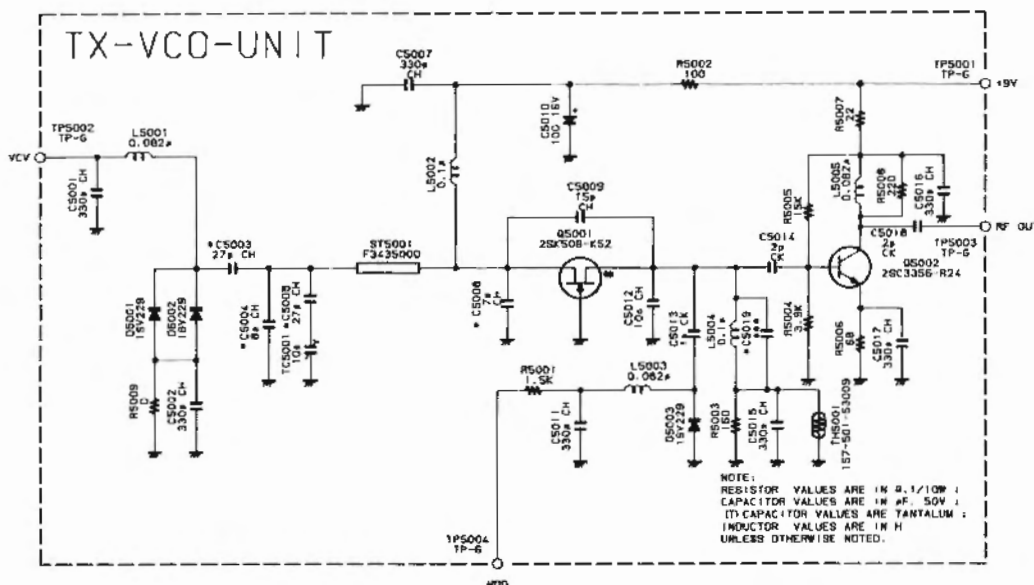 TX-VCO-UNIT
C5007
330p
CH
R5002
100
TP5001
TP-G
+9V
TP5002
TP-G
L5001
0.082µ
VCV
C5001
330p CH
L5002
0.1µ
C5010
100 16V
+
R5007
22
L5005
0.082µ
R5008
220
C5016
330p CH
C5009
15p
CH
R5005
15K
RF OUT
TP5003
TP-G
*C5003
27p CH
ST5001
F3435000
Q5001
2SK508-K52
C5014
2p
CK
C5018
2p
CK
Q5002
2SC3356-R24
D5001
1SV229
D5002
1SV229
*C5004
8p CH
*C5005
27p CH
TC5001
10p
*C5008
7p
CH
C5012
10p
CH
C5013
1p CK
L5004
0.1µ
*C5019
***
R5004
3.9K
R5006
68
C5017
330p CH
R5009
0
C5002
330p CH
R5001
1.5K
L5003
0.082µ
C5011
330p CH
D5003
1SV229
R5003
150
C5015
330p CH
TH5001
157-501-53009
NOTE:
RESISTOR VALUES ARE IN Ω,1/10W ;
CAPACITOR VALUES ARE IN µF, 50V ;
(T)CAPACITOR VALUES ARE TANTALUM ;
INDUCTOR VALUES ARE IN H
UNLESS OTHERWISE NOTED.
TP5004
TP-G